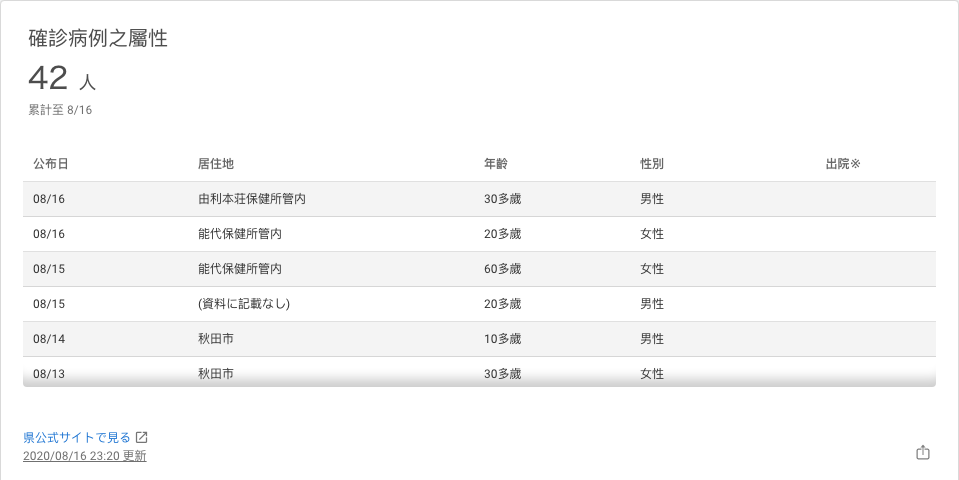 確診病例之屬性
42 人
累計至 8/16
公布日 居住地 年齡 性別 出院※
08/16 由利本荘保健所管内 30多歲 男性
08/16 能代保健所管内 20多歲 女性
08/15 能代保健所管内 60多歲 女性
08/15 (資料に記載なし) 20多歲 男性
08/14 秋田市 10多歲 男性
08/13 秋田市 30多歲 女性
県公式サイトで見る
2020/08/16 23:20 更新